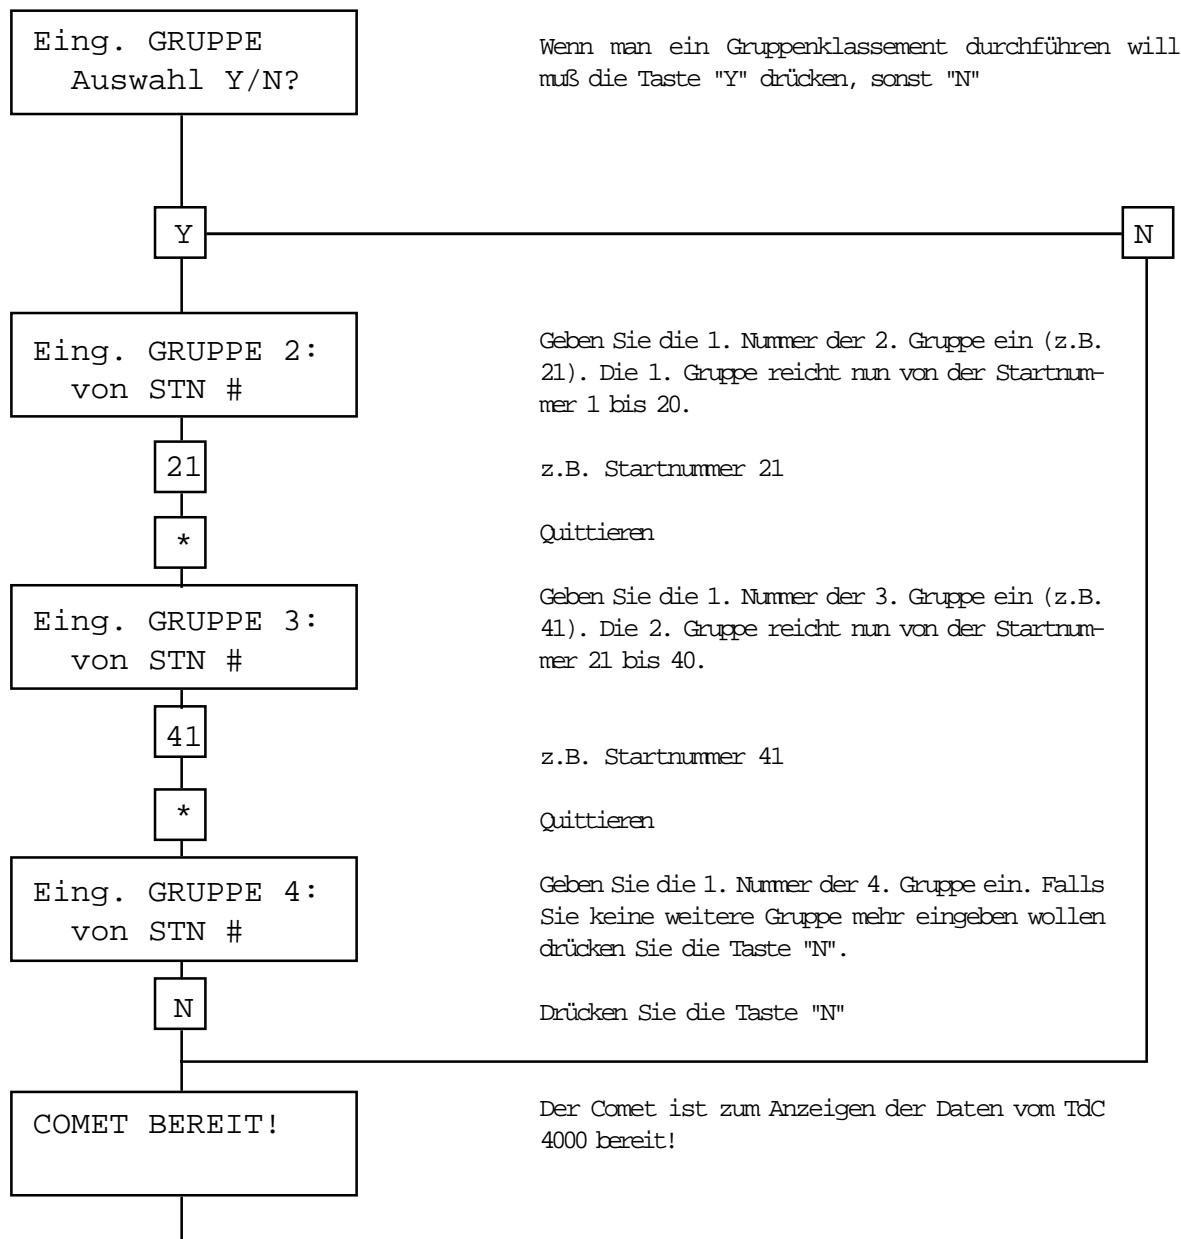 Eing. GRUPPE
Auswahl Y/N?
Wenn man ein Gruppenklassement durchführen will
muß die Taste "Y" drücken, sonst "N"
Y
N
Eing. GRUPPE 2:
von STN #
Geben Sie die 1. Nummer der 2. Gruppe ein (z.B.
21). Die 1. Gruppe reicht nun von der Startnum-
mer 1 bis 20.
21
z.B. Startnummer 21
*
Quittieren
Eing. GRUPPE 3:
von STN #
Geben Sie die 1. Nummer der 3. Gruppe ein (z.B.
41). Die 2. Gruppe reicht nun von der Startnum-
mer 21 bis 40.
41
z.B. Startnummer 41
*
Quittieren
Eing. GRUPPE 4:
von STN #
Geben Sie die 1. Nummer der 4. Gruppe ein. Falls
Sie keine weitere Gruppe mehr eingeben wollen
drücken Sie die Taste "N".
N
Drücken Sie die Taste "N"
COMET BEREIT!
Der Comet ist zum Anzeigen der Daten vom TdC
4000 bereit!